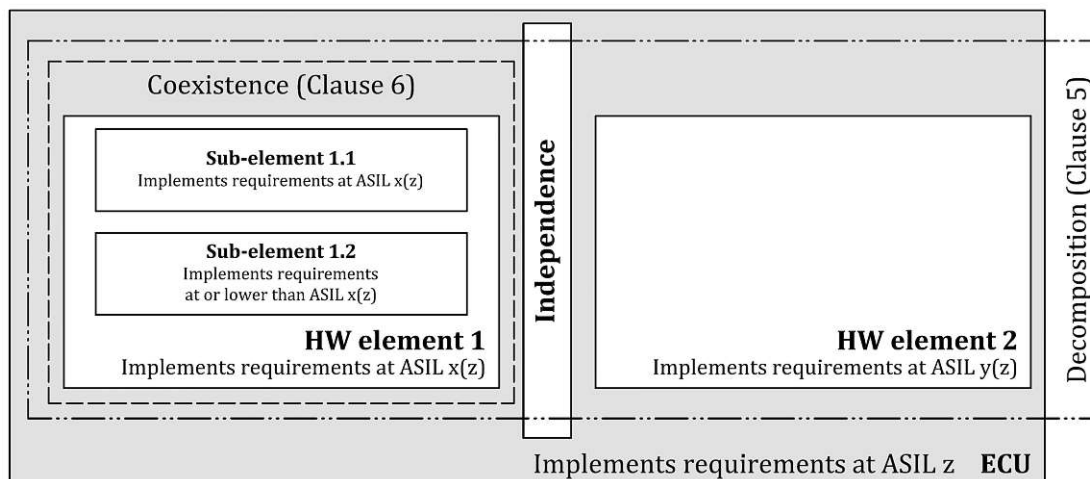 Coexistence (Clause 6)
Sub-element 1.1
Implements requirements at ASIL x(z)
Sub-element 1.2
Implements requirements
at or lower than ASIL x(z)
HW element 1
Implements requirements at ASIL x(z)
Independence
HW element 2
Implements requirements at ASIL y(z)
Decomposition (Clause 5)
Implements requirements at ASIL z ECU